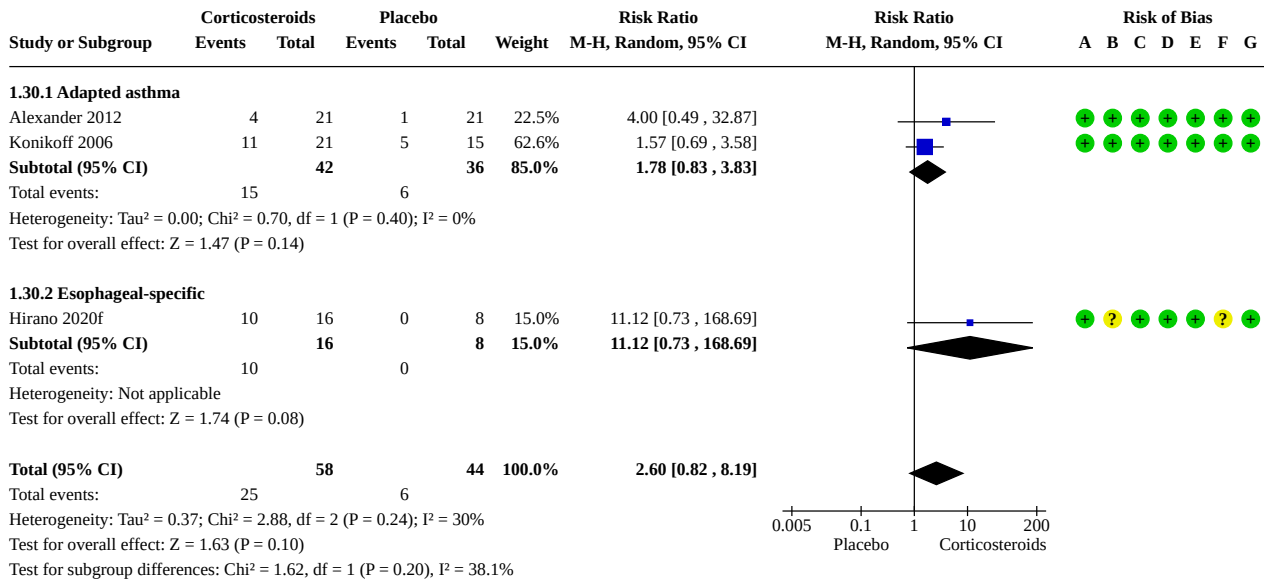 Corticosteroids Placebo Risk Ratio Risk Ratio Risk of Bias
Study or Subgroup Events Total Events Total Weight M-H, Random, 95% CI M-H, Random, 95% CI A B C D E F G
1.30.1 Adapted asthma
Alexander 2012 4 21 1 21 22.5% 4.00 [0.49 , 32.87] + + + + + + +
Konikoff 2006 11 21 5 15 62.6% 1.57 [0.69 , 3.58] + + + + + + +
Subtotal (95% CI) 42 36 85.0% 1.78 [0.83 , 3.83]
Total events: 15 6
Heterogeneity: Tau² = 0.00; Chi² = 0.70, df = 1 (P = 0.40); I² = 0%
Test for overall effect: Z = 1.47 (P = 0.14)
1.30.2 Esophageal-specific
Hirano 2020f 10 16 0 8 15.0% 11.12 [0.73 , 168.69] + ? + + + ? +
Subtotal (95% CI) 16 8 15.0% 11.12 [0.73 , 168.69]
Total events: 10 0
Heterogeneity: Not applicable
Test for overall effect: Z = 1.74 (P = 0.08)
Total (95% CI) 58 44 100.0% 2.60 [0.82 , 8.19]
Total events: 25 6
Heterogeneity: Tau² = 0.37; Chi² = 2.88, df = 2 (P = 0.24); I² = 30%
0.005 0.1 1 10 200
Test for overall effect: Z = 1.63 (P = 0.10)
Placebo Corticosteroids
Test for subgroup differences: Chi² = 1.62, df = 1 (P = 0.20), I² = 38.1%